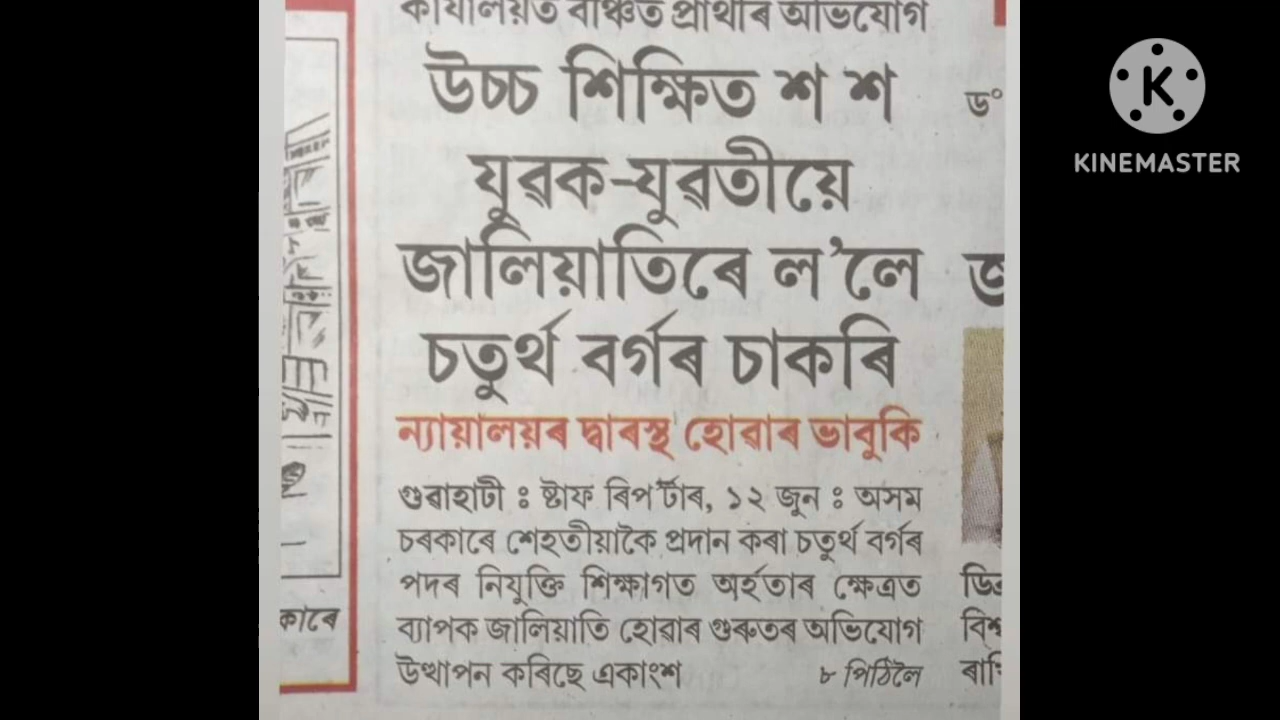 কাৰ্যালয়ত বঞ্চিত প্ৰাৰ্থীৰ অভিযোগ
উচ্চ শিক্ষিত শ শ
যুৱক-যুৱতীয়ে
জালিয়াতিৰে ল'লে
চতুৰ্থ বৰ্গৰ চাকৰি
ন্যায়ালয়ৰ দ্বাৰস্থ হোৱাৰ ভাবুকি
গুৱাহাটী ঃ ষ্টাফ ৰিপ'ৰ্টাৰ, ১২ জুন ঃ অসম
চৰকাৰে শেহতীয়াকৈ প্ৰদান কৰা চতুৰ্থ বৰ্গৰ
পদৰ নিযুক্তি শিক্ষাগত অৰ্হতাৰ ক্ষেত্ৰত
ব্যাপক জালিয়াতি হোৱাৰ গুৰুতৰ অভিযোগ
উত্থাপন কৰিছে একাংশ ৮ পিঠিলৈ
কাৰে
ড°
KINEMASTER